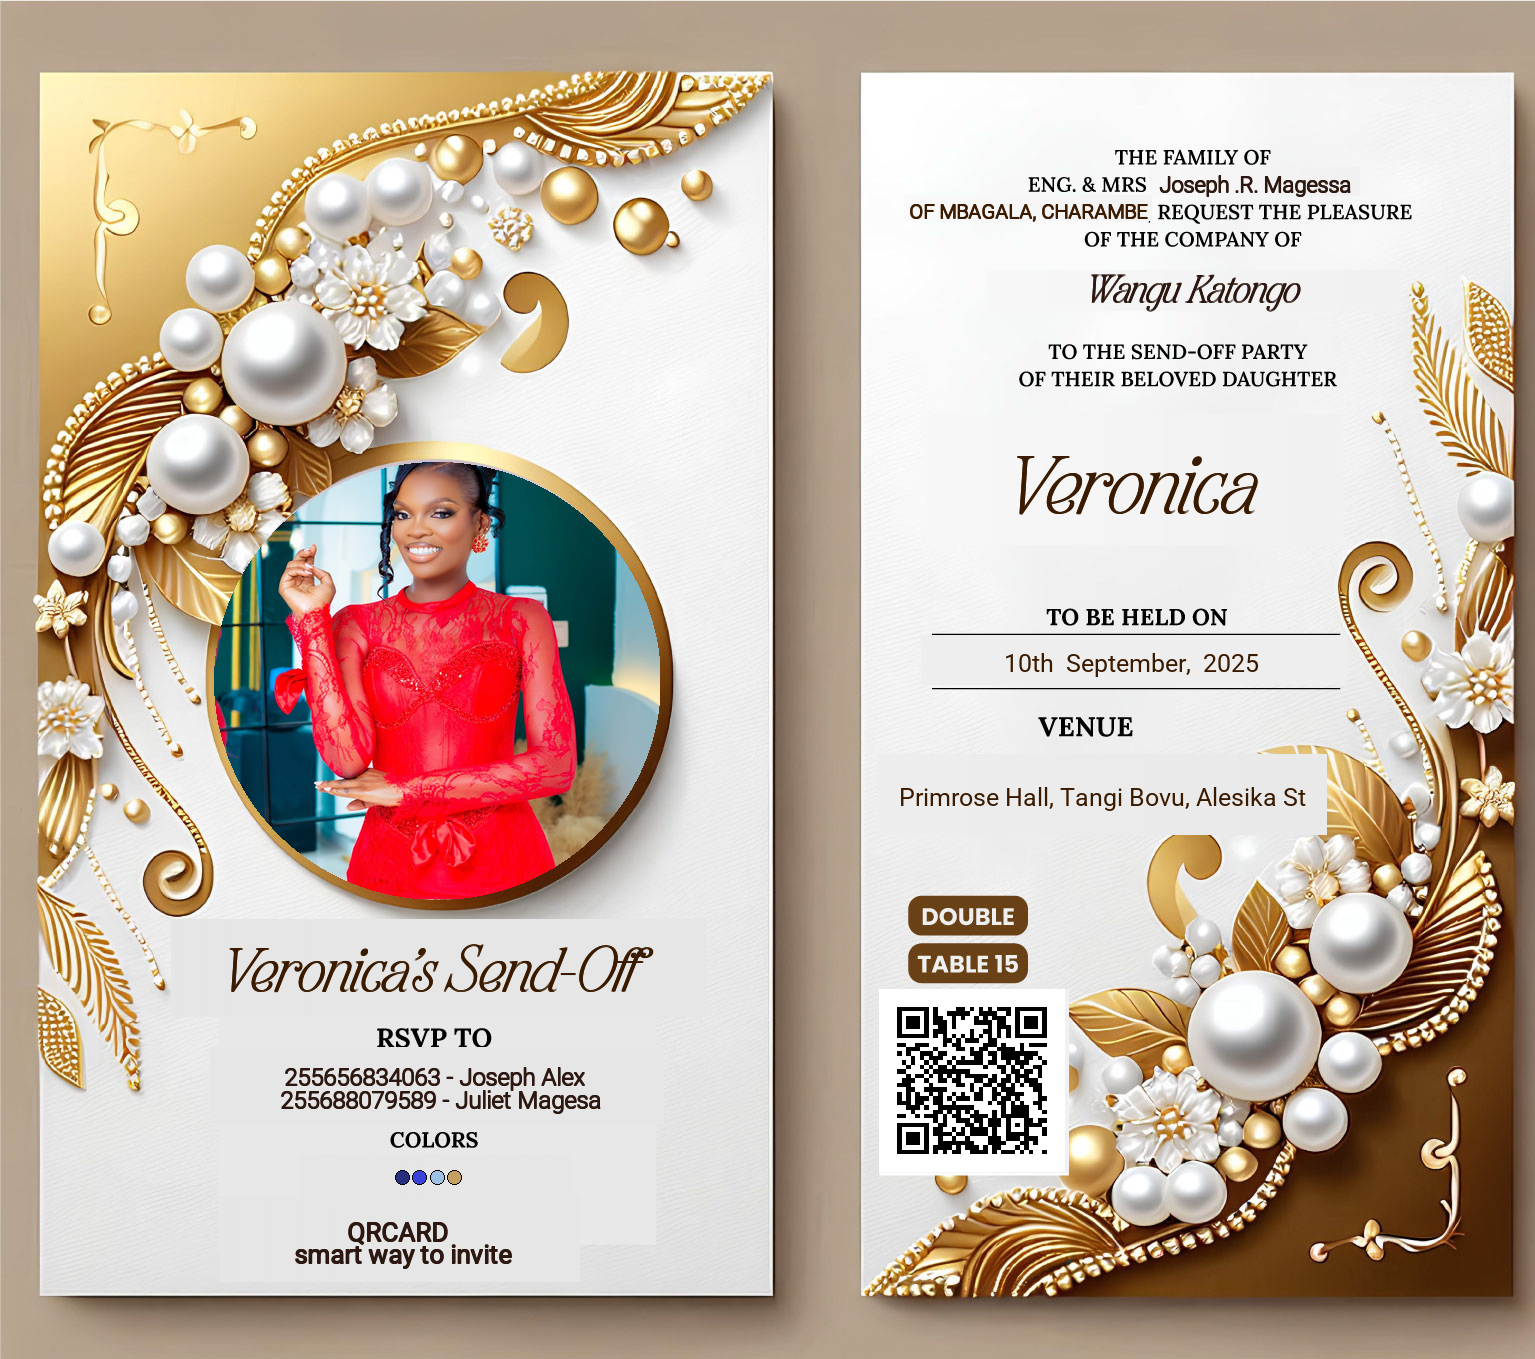 Veronica's Send-Off
RSVP TO
255656834063 - Joseph Alex
255688079589 - Juliet Magesa
COLORS
QRCARD
smart way to invite
THE FAMILY OF
ENG. & MRS Joseph .R. Magessa
OF MBAGALA, CHARAMBE, REQUEST THE PLEASURE
OF THE COMPANY OF
Wangu Katongo
TO THE SEND-OFF PARTY
OF THEIR BELOVED DAUGHTER
Veronica
TO BE HELD ON
10th September, 2025
VENUE
Primrose Hall, Tangi Bovu, Alesika St
DOUBLE
TABLE 15